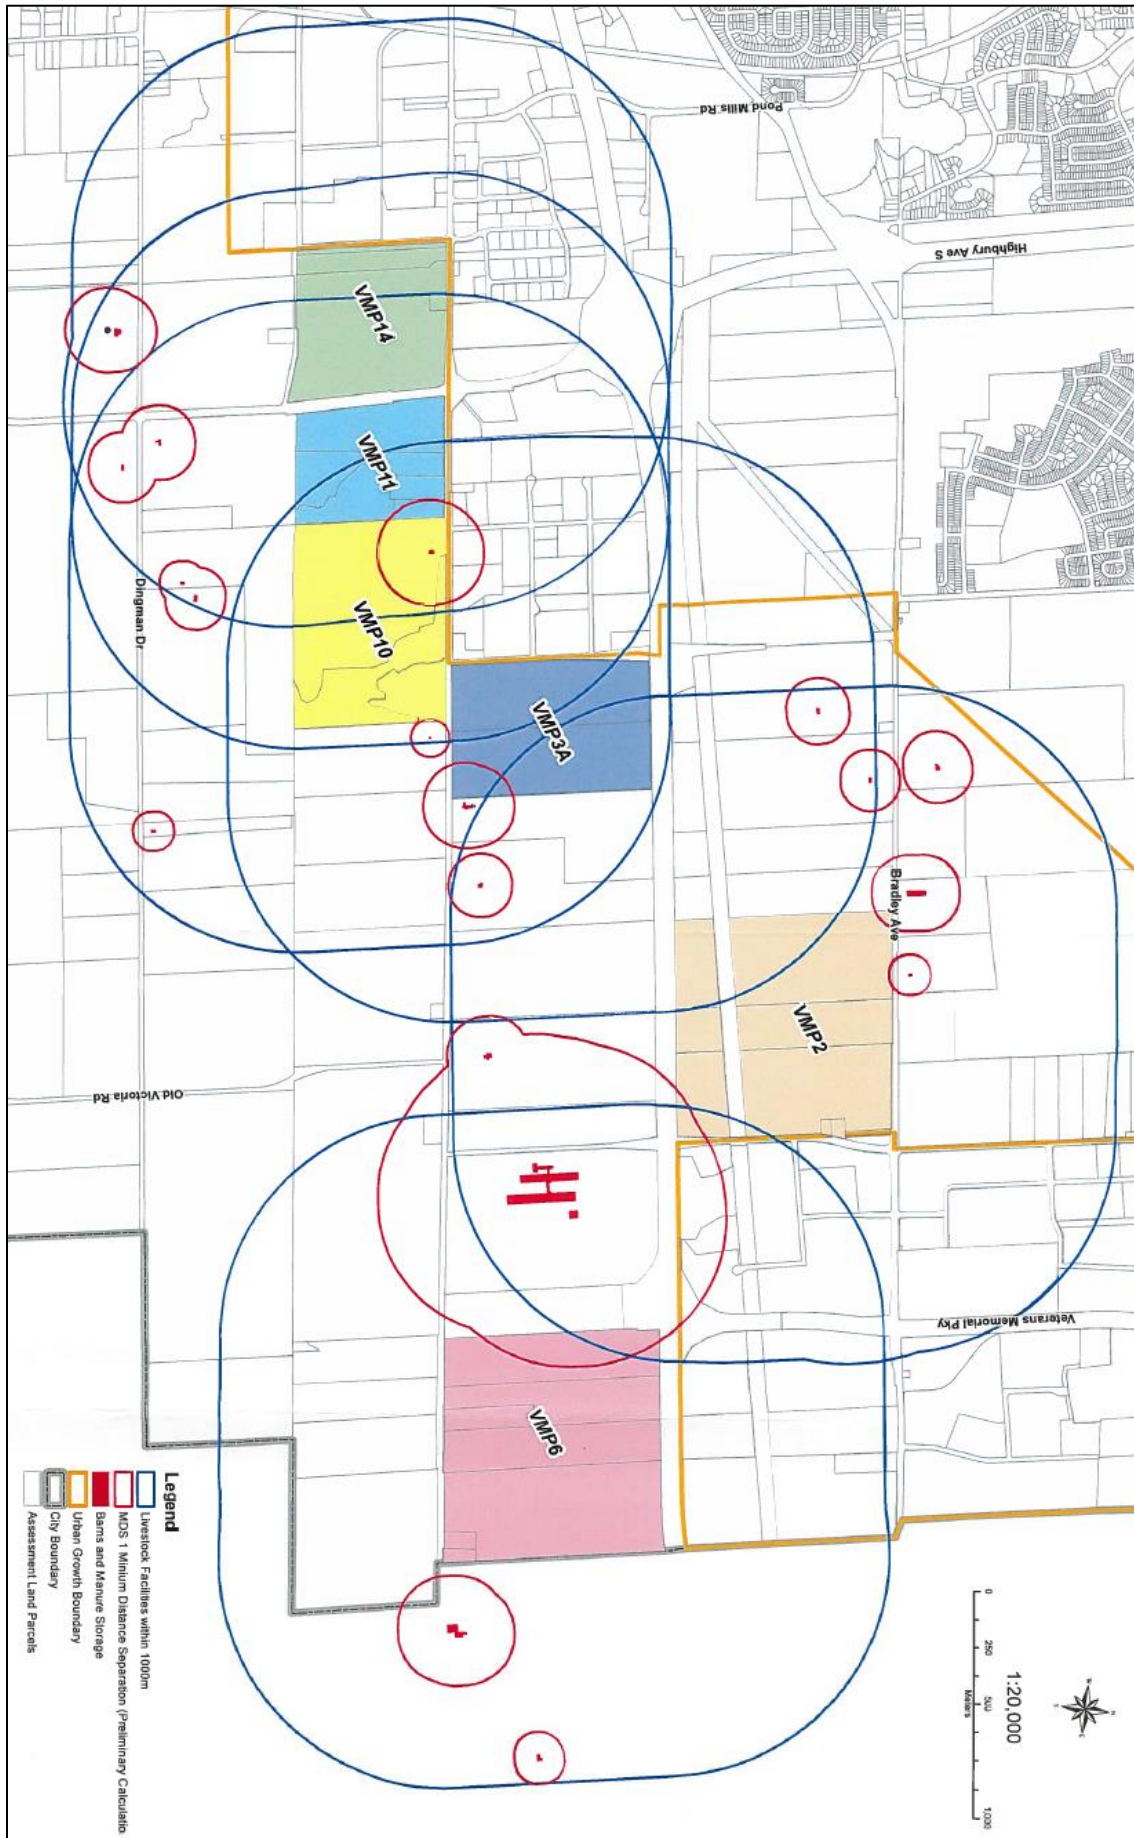 Pond Mills Rd
Highbury Ave S
VMP14
VMP11
VMP10
Dingman Dr
VMP3A
Bradley Ave
VMP2
Old Victoria Rd
Veterans Memorial Pky
VMP6
Legend
Livestock Facilities within 1000m
MDS 1 Minium Distance Separation (Preliminary Calculatio
Barns and Manure Storage
Urban Growth Boundary
City Boundary
Assessment Land Parcels
1:20,000
0 250 500 1,000
Meters
N